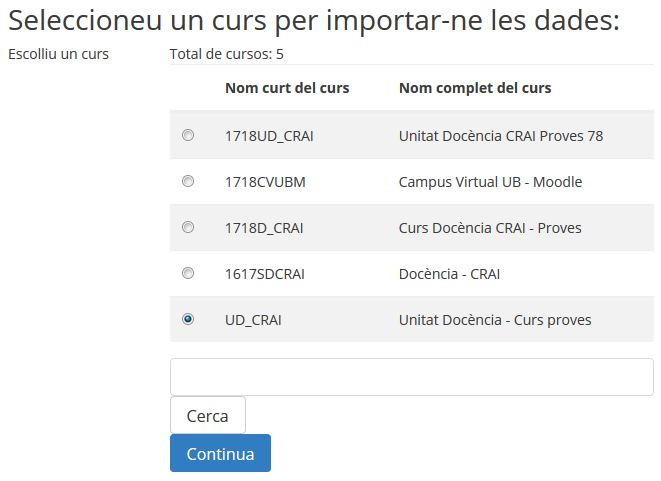 Seleccioneu un curs per importar-ne les dades:
Escolliu un curs
Total de cursos: 5
Nom curt del curs Nom complet del curs
1718UD_CRAI Unitat Docència CRAI Proves 78
1718CVUBM Campus Virtual UB - Moodle
1718D_CRAI Curs Docència CRAI - Proves
1617SDCRAI Docència - CRAI
UD_CRAI Unitat Docència - Curs proves
Cerca
Continua